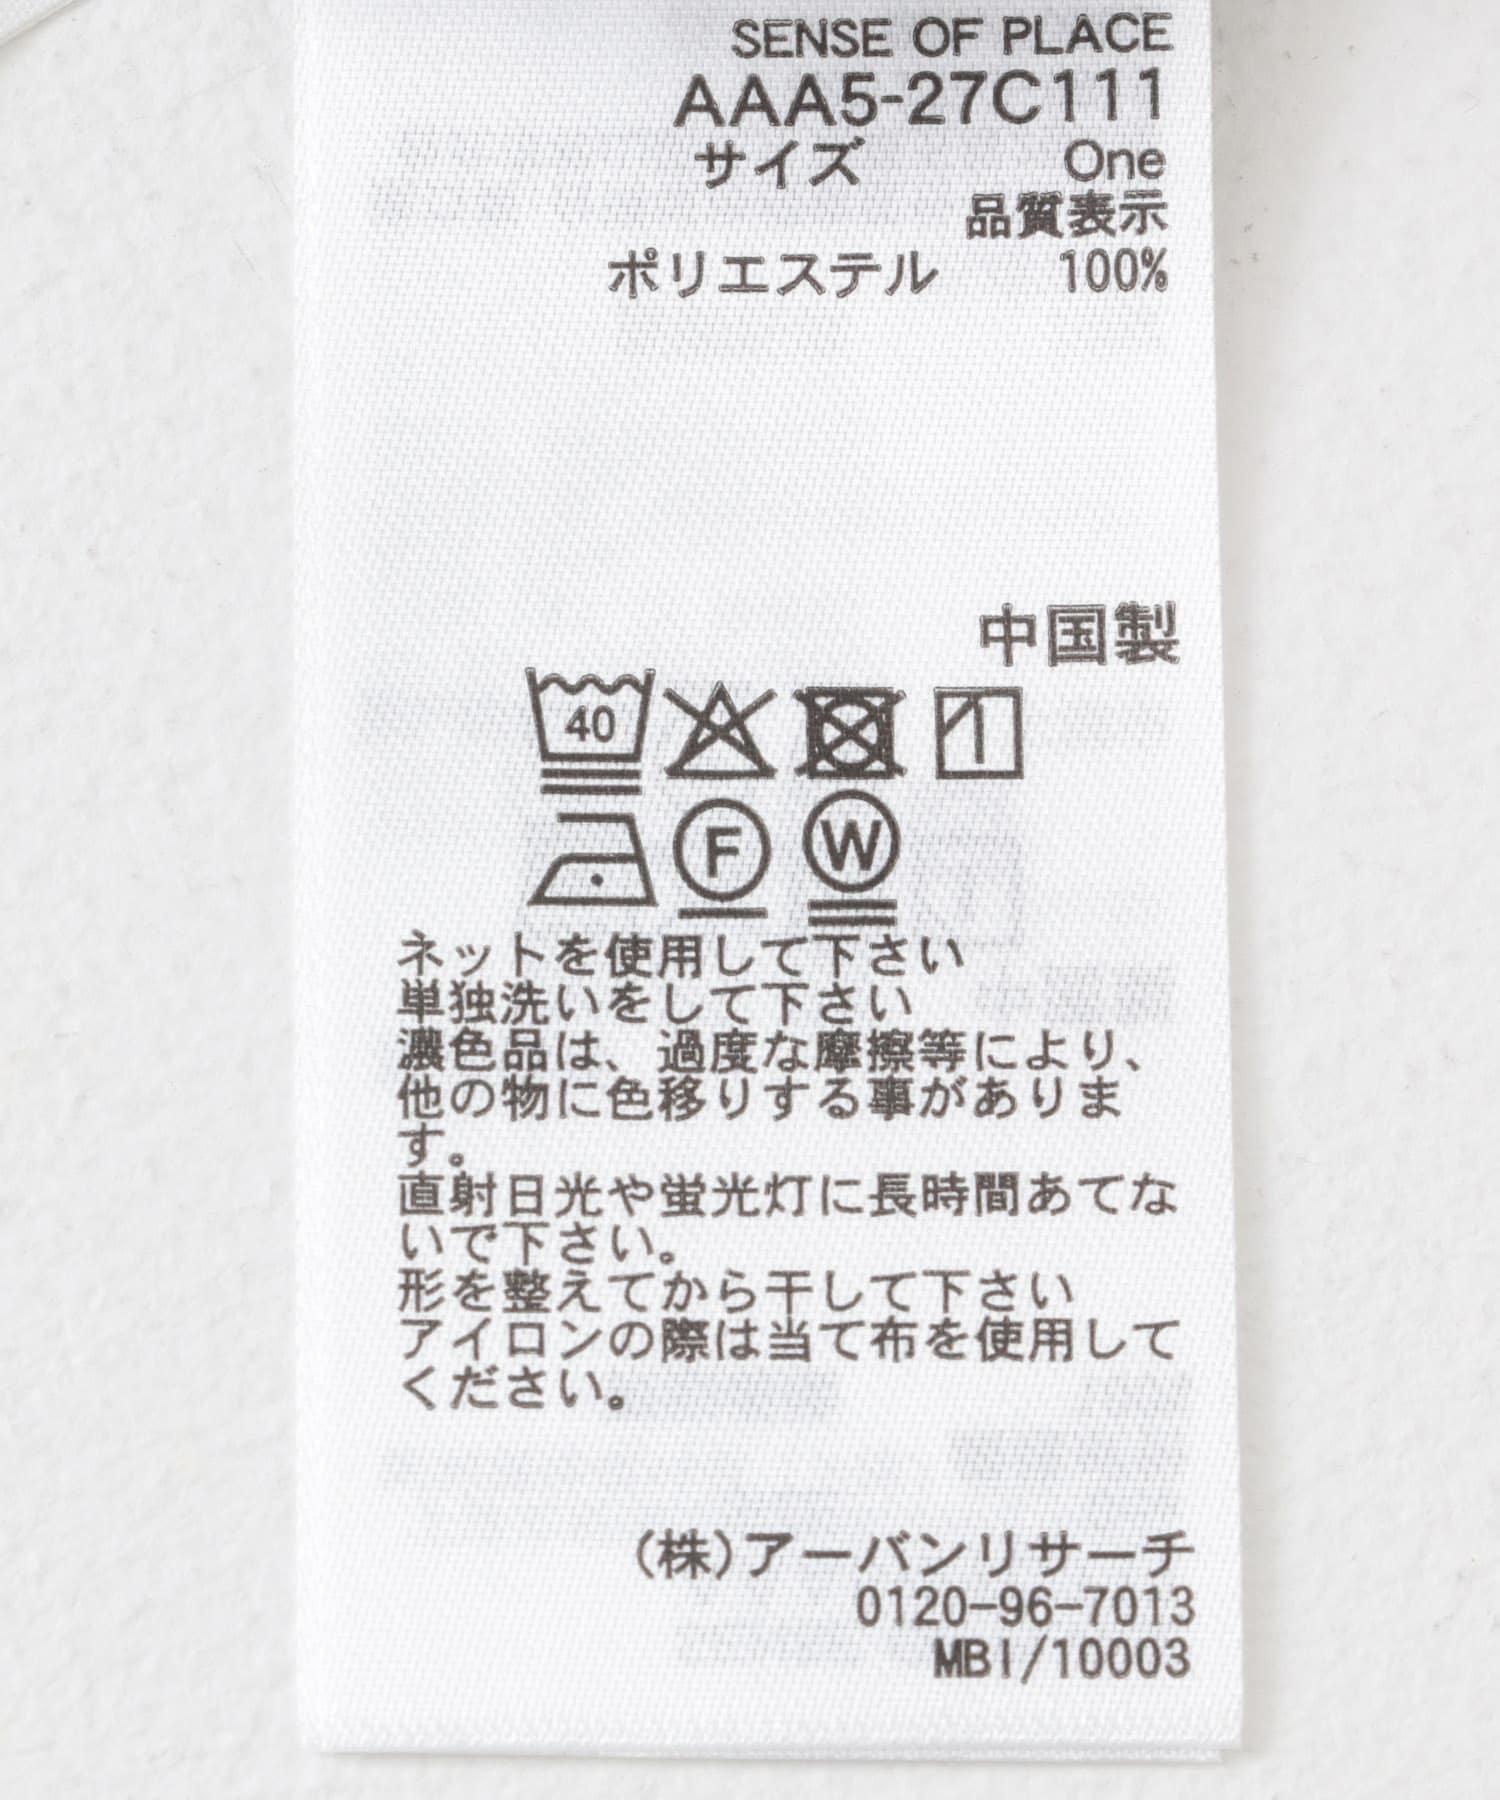 SENSE OF PLACE
AAA5-27C111
サイズ One
品質表示
ポリエステル 100%
中国製
40
F W
ネットを使用して下さい
単独洗いをして下さい
濃色品は、過度な摩擦等により、
他の物に色移りする事がありま
す。
直射日光や蛍光灯に長時間あてな
いで下さい。
形を整えてから干して下さい
アイロンの際は当て布を使用して
ください。
(株)アーバンリサーチ
0120-96-7013
MBI/10003